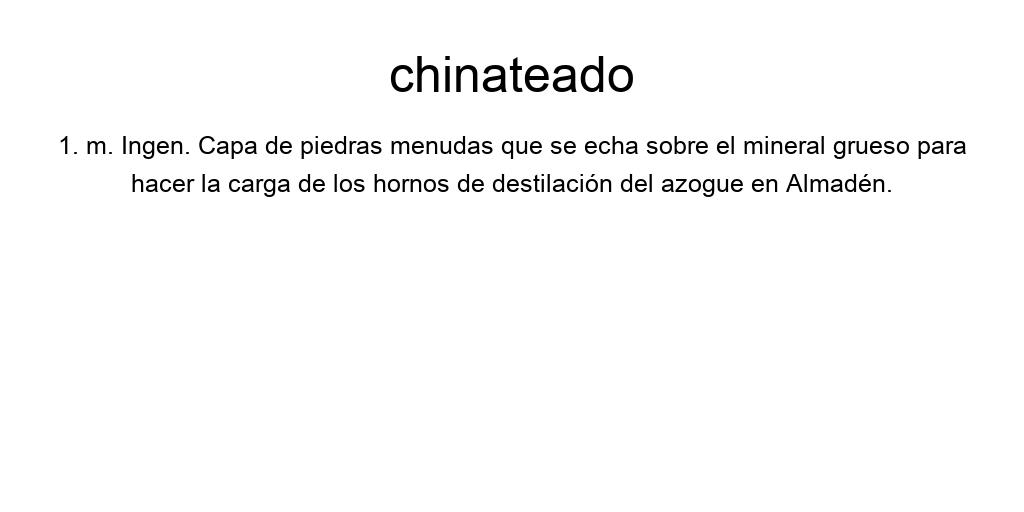 chinateado
1. m. Ingen. Capa de piedras menudas que se echa sobre el mineral grueso para
hacer la carga de los hornos de destilación del azogue en Almadén.